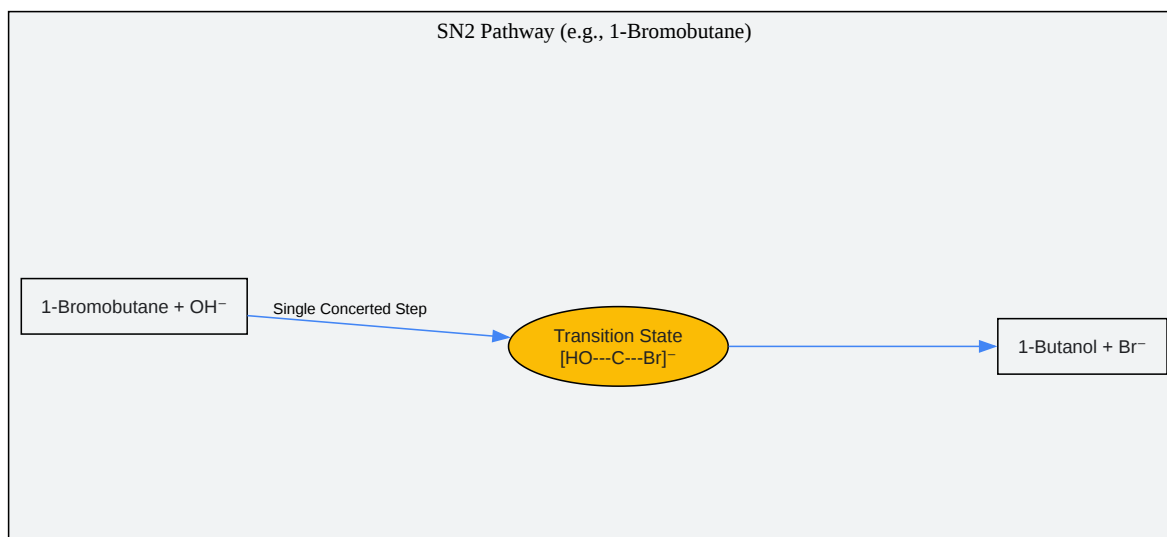 SN2 Pathway (e.g., 1-Bromobutane)
1-Bromobutane + OH⁻
Single Concerted Step
Transition State
[HO---C---Br]⁻
1-Butanol + Br⁻